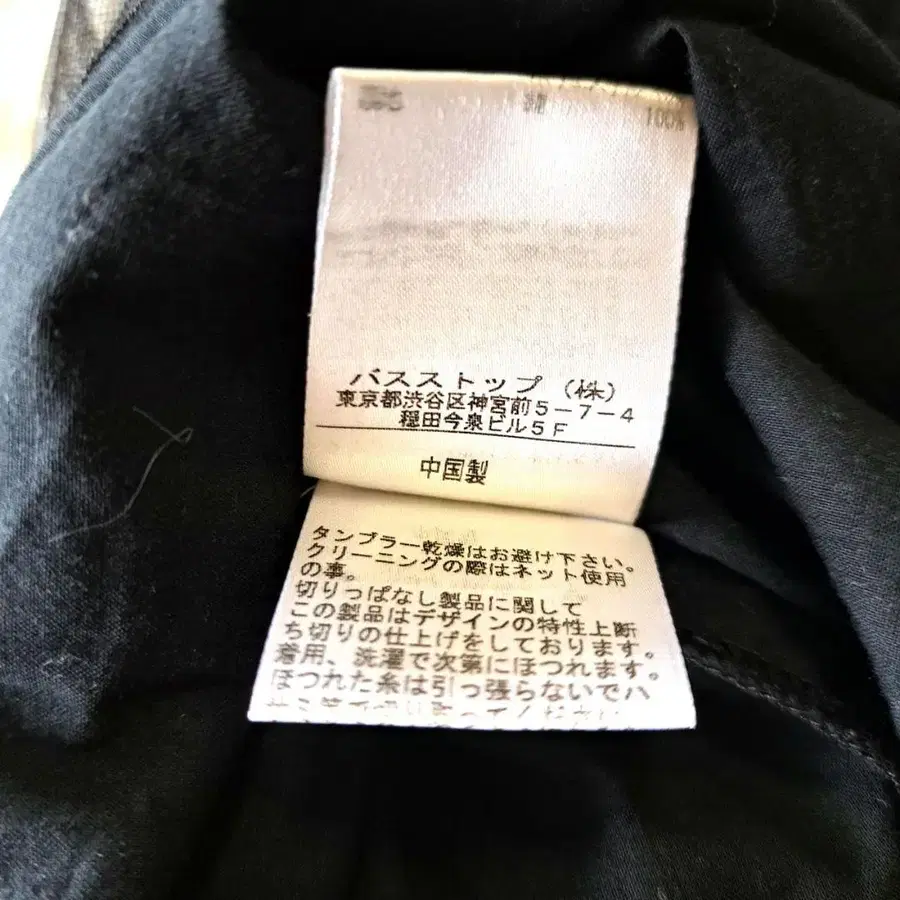 100%
バスストップ（株）
東京都渋谷区神宮前5-7-4
穏田今泉ビル5F
中国製
タンブラー乾燥はお避け下さい。
クリーニングの際はネット使用
の事。
切りっぱなし製品に関して
この製品はデザインの特性上断
ち切りの仕上げをしております。
着用、洗濯で次第にほつれます。
ほつれた糸は引っ張らないでハ